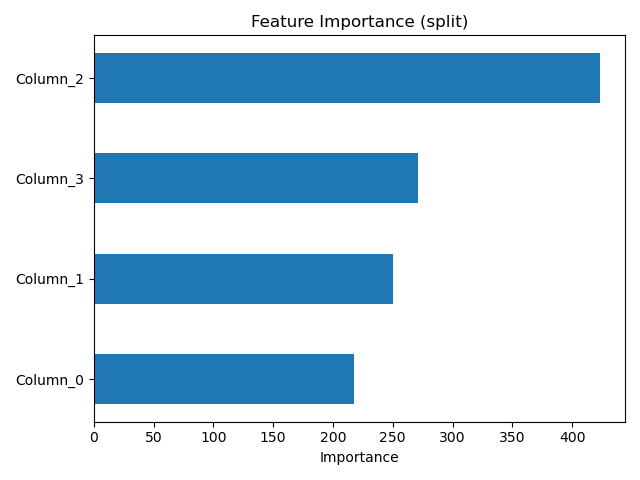 Feature Importance (split)
Column_2
Column_3
Column_1
Column_0
0 50 100 150 200 250 300 350 400
Importance